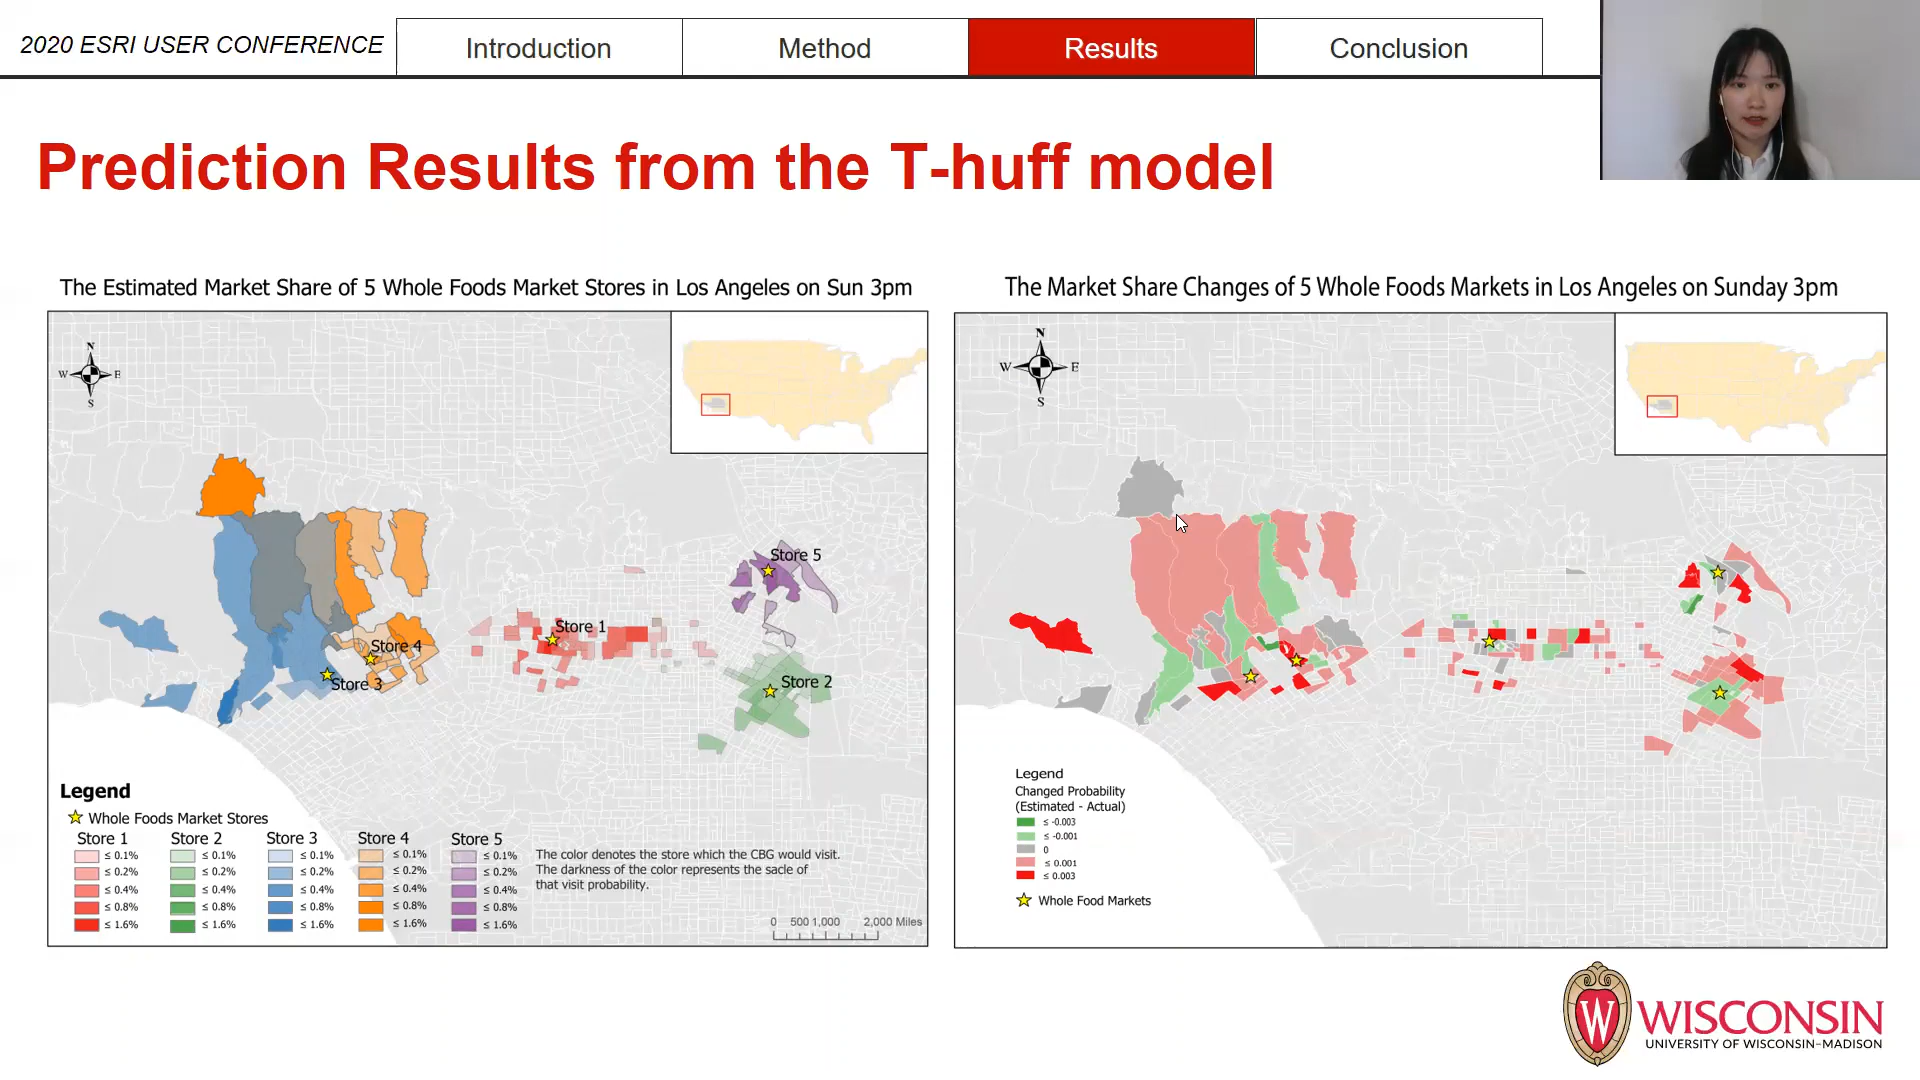 2020 ESRI USER CONFERENCE
Introduction
Method
Results
Conclusion
Prediction Results from the T-huff model
The Estimated Market Share of 5 Whole Foods Market Stores in Los Angeles on Sun 3pm
N
W E
S
Store 5
Store 1
Store 4
Store 3
Store 2
Legend
Whole Foods Market Stores
Store 1 Store 2 Store 3 Store 4 Store 5
≤ 0.1% ≤ 0.1% ≤ 0.1% ≤ 0.1% ≤ 0.1%
≤ 0.2% ≤ 0.2% ≤ 0.2% ≤ 0.2% ≤ 0.2%
≤ 0.4% ≤ 0.4% ≤ 0.4% ≤ 0.4% ≤ 0.4%
≤ 0.8% ≤ 0.8% ≤ 0.8% ≤ 0.8% ≤ 0.8%
≤ 1.6% ≤ 1.6% ≤ 1.6% ≤ 1.6% ≤ 1.6%
The color denotes the store which the CBG would visit.
The darkness of the color represents the sacle of
that visit probability.
0 500 1,000 2,000 Miles
The Market Share Changes of 5 Whole Foods Markets in Los Angeles on Sunday 3pm
N
W E
S
Legend
Changed Probability
(Estimated - Actual)
≤ -0.003
≤ -0.001
0
≤ 0.001
≤ 0.003
Whole Food Markets
W
WISCONSIN
UNIVERSITY OF WISCONSIN–MADISON